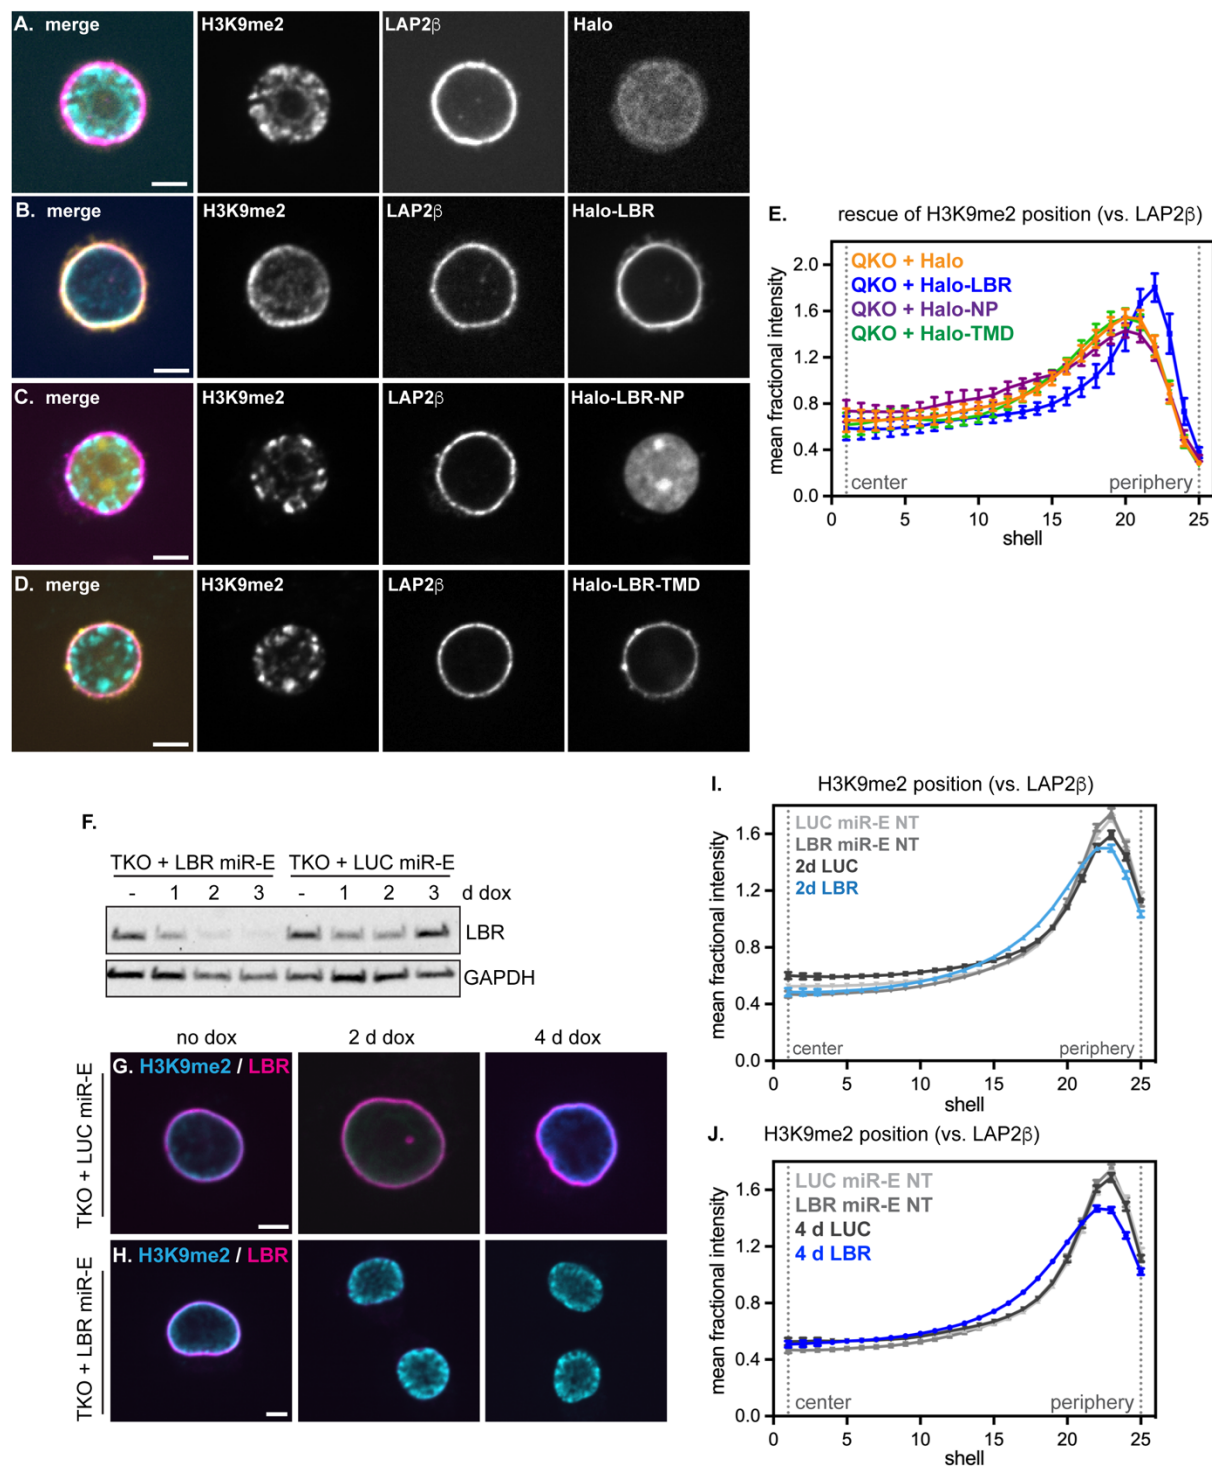 A. merge H3K9me2 LAP2β Halo
B. merge H3K9me2 LAP2β Halo-LBR
C. merge H3K9me2 LAP2β Halo-LBR-NP
D. merge H3K9me2 LAP2β Halo-LBR-TMD
E. rescue of H3K9me2 position (vs. LAP2β)
QKO + Halo
QKO + Halo-LBR
QKO + Halo-NP
QKO + Halo-TMD
mean fractional intensity
2.0
1.6
1.2
0.8
0.4
0.0
center periphery
0 5 10 15 20 25
shell
F.
TKO + LBR miR-E TKO + LUC miR-E
- 1 2 3 - 1 2 3 d dox
LBR
GAPDH
no dox 2 d dox 4 d dox
TKO + LUC miR-E
G. H3K9me2 / LBR
TKO + LBR miR-E
H. H3K9me2 / LBR
I. H3K9me2 position (vs. LAP2β)
LUC miR-E NT
LBR miR-E NT
2d LUC
2d LBR
mean fractional intensity
1.6
1.2
0.8
0.4
0.0
center periphery
0 5 10 15 20 25
shell
J. H3K9me2 position (vs. LAP2β)
LUC miR-E NT
LBR miR-E NT
4 d LUC
4 d LBR
mean fractional intensity
1.6
1.2
0.8
0.4
0.0
center periphery
0 5 10 15 20 25
shell